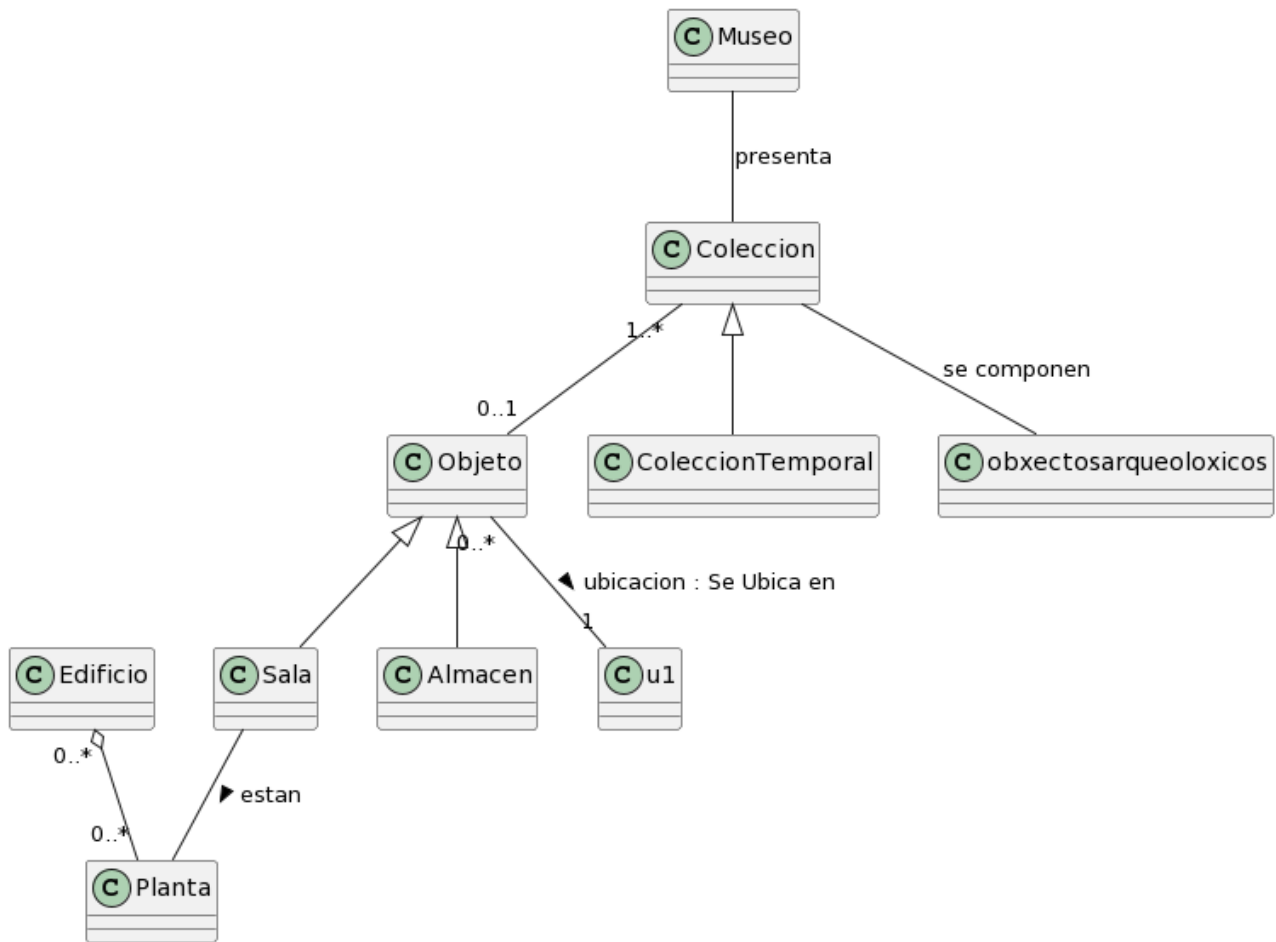 C Museo
presenta
C Coleccion
1..*
se componen
0..1
C Objeto
C ColeccionTemporal
C obxectosarqueoloxicos
0..*
ubicacion : Se Ubica en
1
C Edificio
C Sala
C Almacen
C u1
0..*
estan
0..*
C Planta